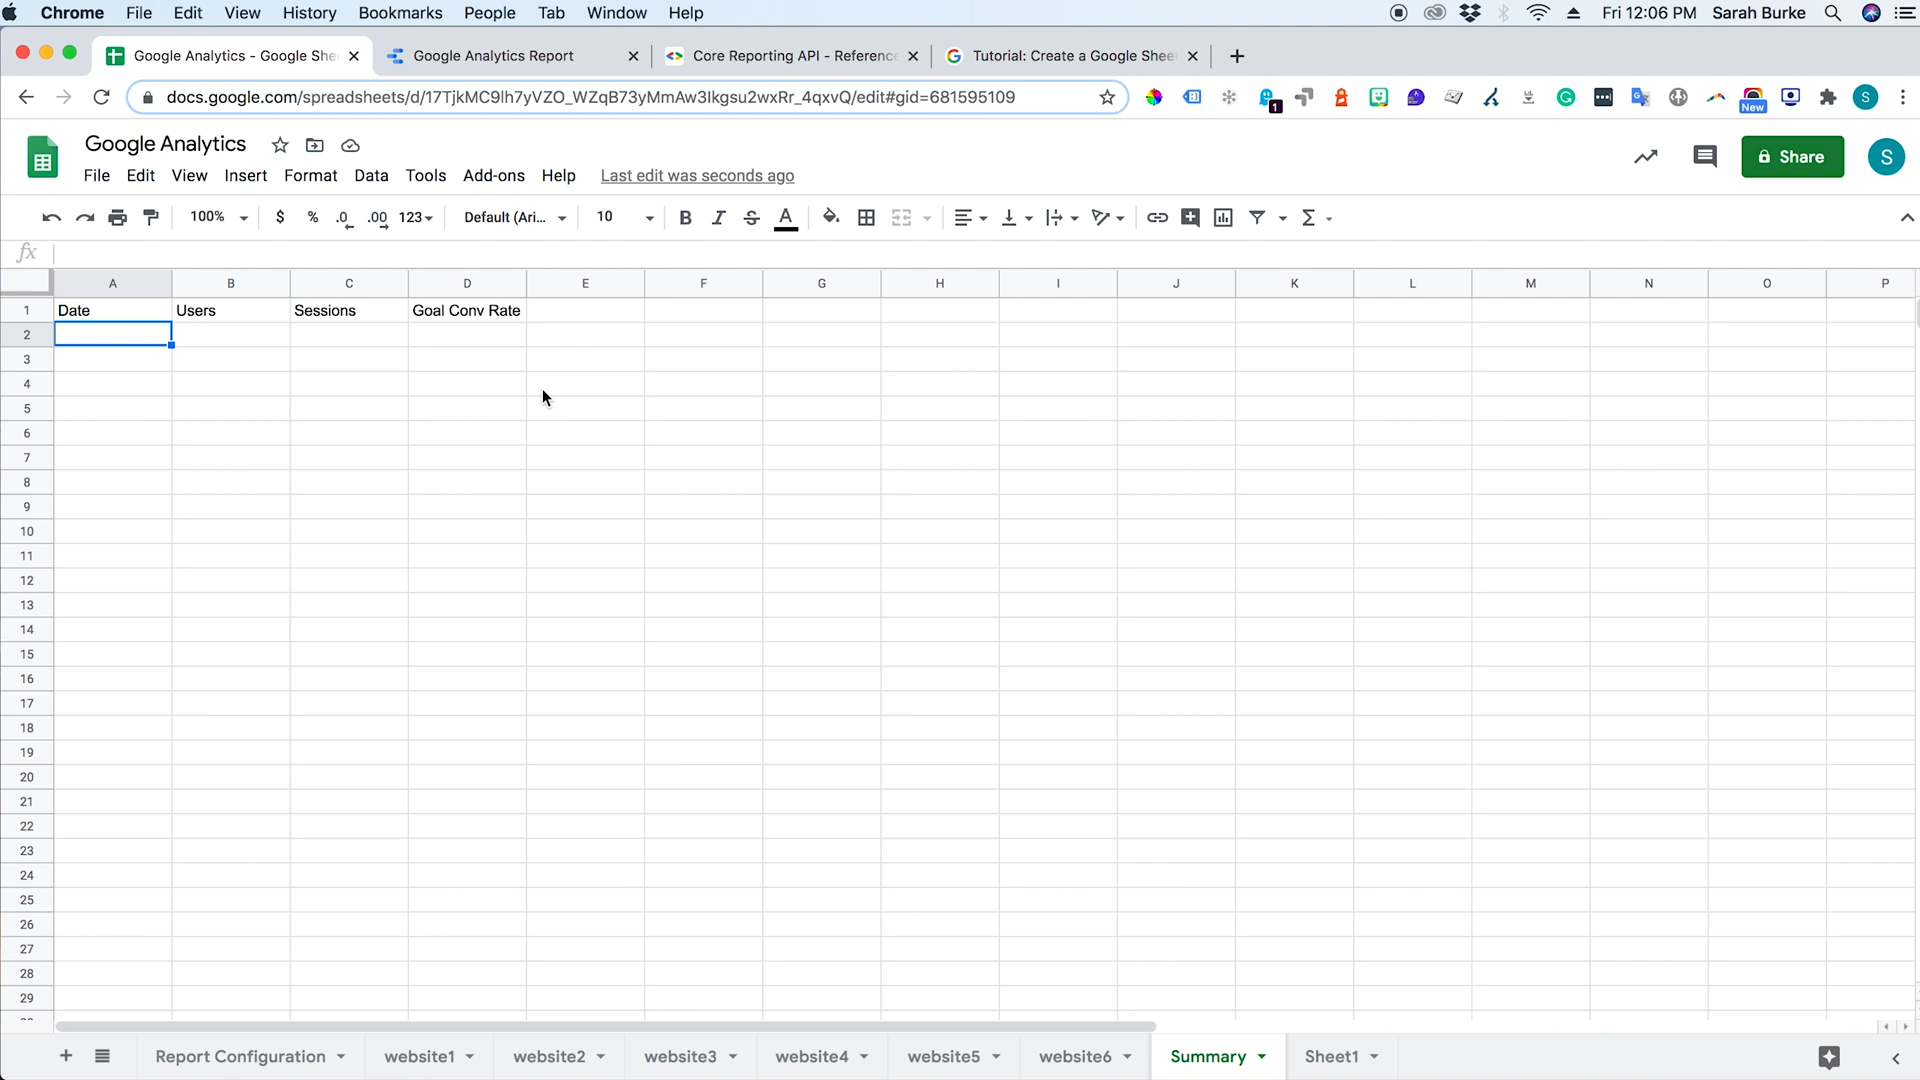 Chrome File Edit View History Bookmarks People Tab Window Help Fri 12:06 PM Sarah Burke
Google Analytics - Google She Google Analytics Report Core Reporting API - Reference Tutorial: Create a Google Shee
docs.google.com/spreadsheets/d/17TjkMC9lh7yVZO_WZqB73yMmAw3Ikgsu2wxRr_4qxvQ/edit#gid=681595109 1 New S
Google Analytics
Share S
File Edit View Insert Format Data Tools Add-ons Help Last edit was seconds ago
100% $ % .0 .00 123 Default (Ari... 10 B I S A Σ
fx
A B C D E F G H I J K L M N O P
1 Date Users Sessions Goal Conv Rate
2
3
4
5
6
7
8
9
10
11
12
13
14
15
16
17
18
19
20
21
22
23
24
25
26
27
28
29
Report Configuration website1 website2 website3 website4 website5 website6 Summary Sheet1